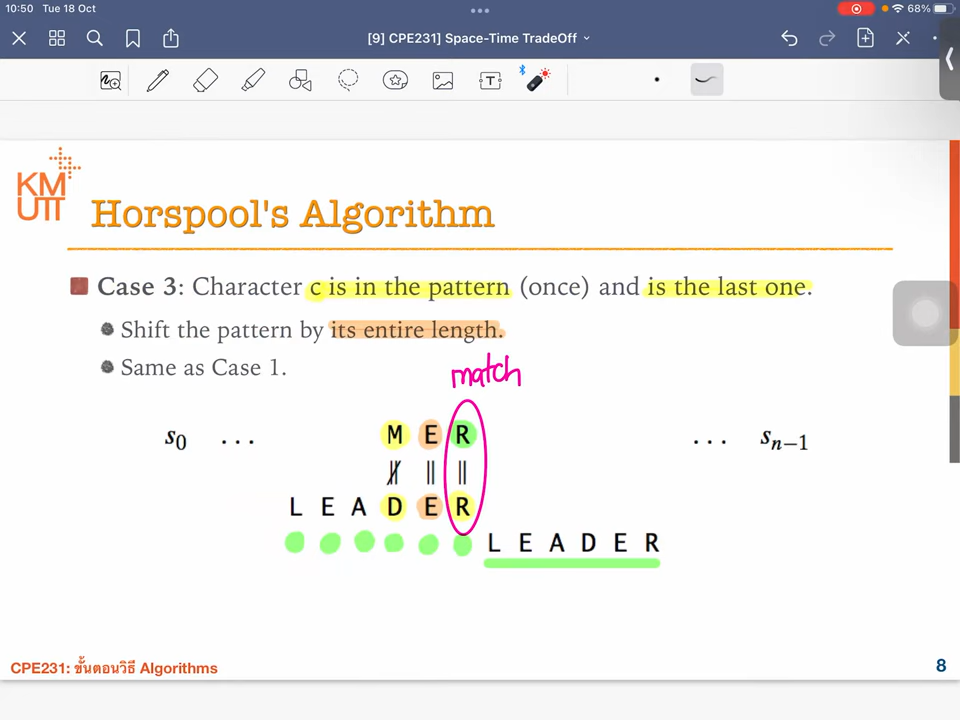 10:50 Tue 18 Oct 68%
[9] CPE231] Space-Time TradeOff
KM
UTT
Horspool's Algorithm
Case 3: Character c is in the pattern (once) and is the last one.
Shift the pattern by its entire length.
Same as Case 1.
match
s0 ... M E R ... sn−1
L E A D E R
L E A D E R
CPE231: ขั้นตอนวิธี Algorithms
8